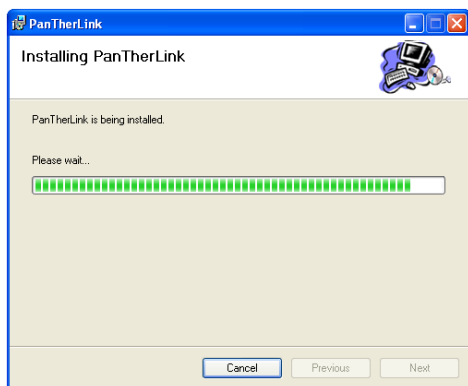 PanTherLink
Installing PanTherLink
PanTherLink is being installed.
Please wait...
Cancel
Previous
Next